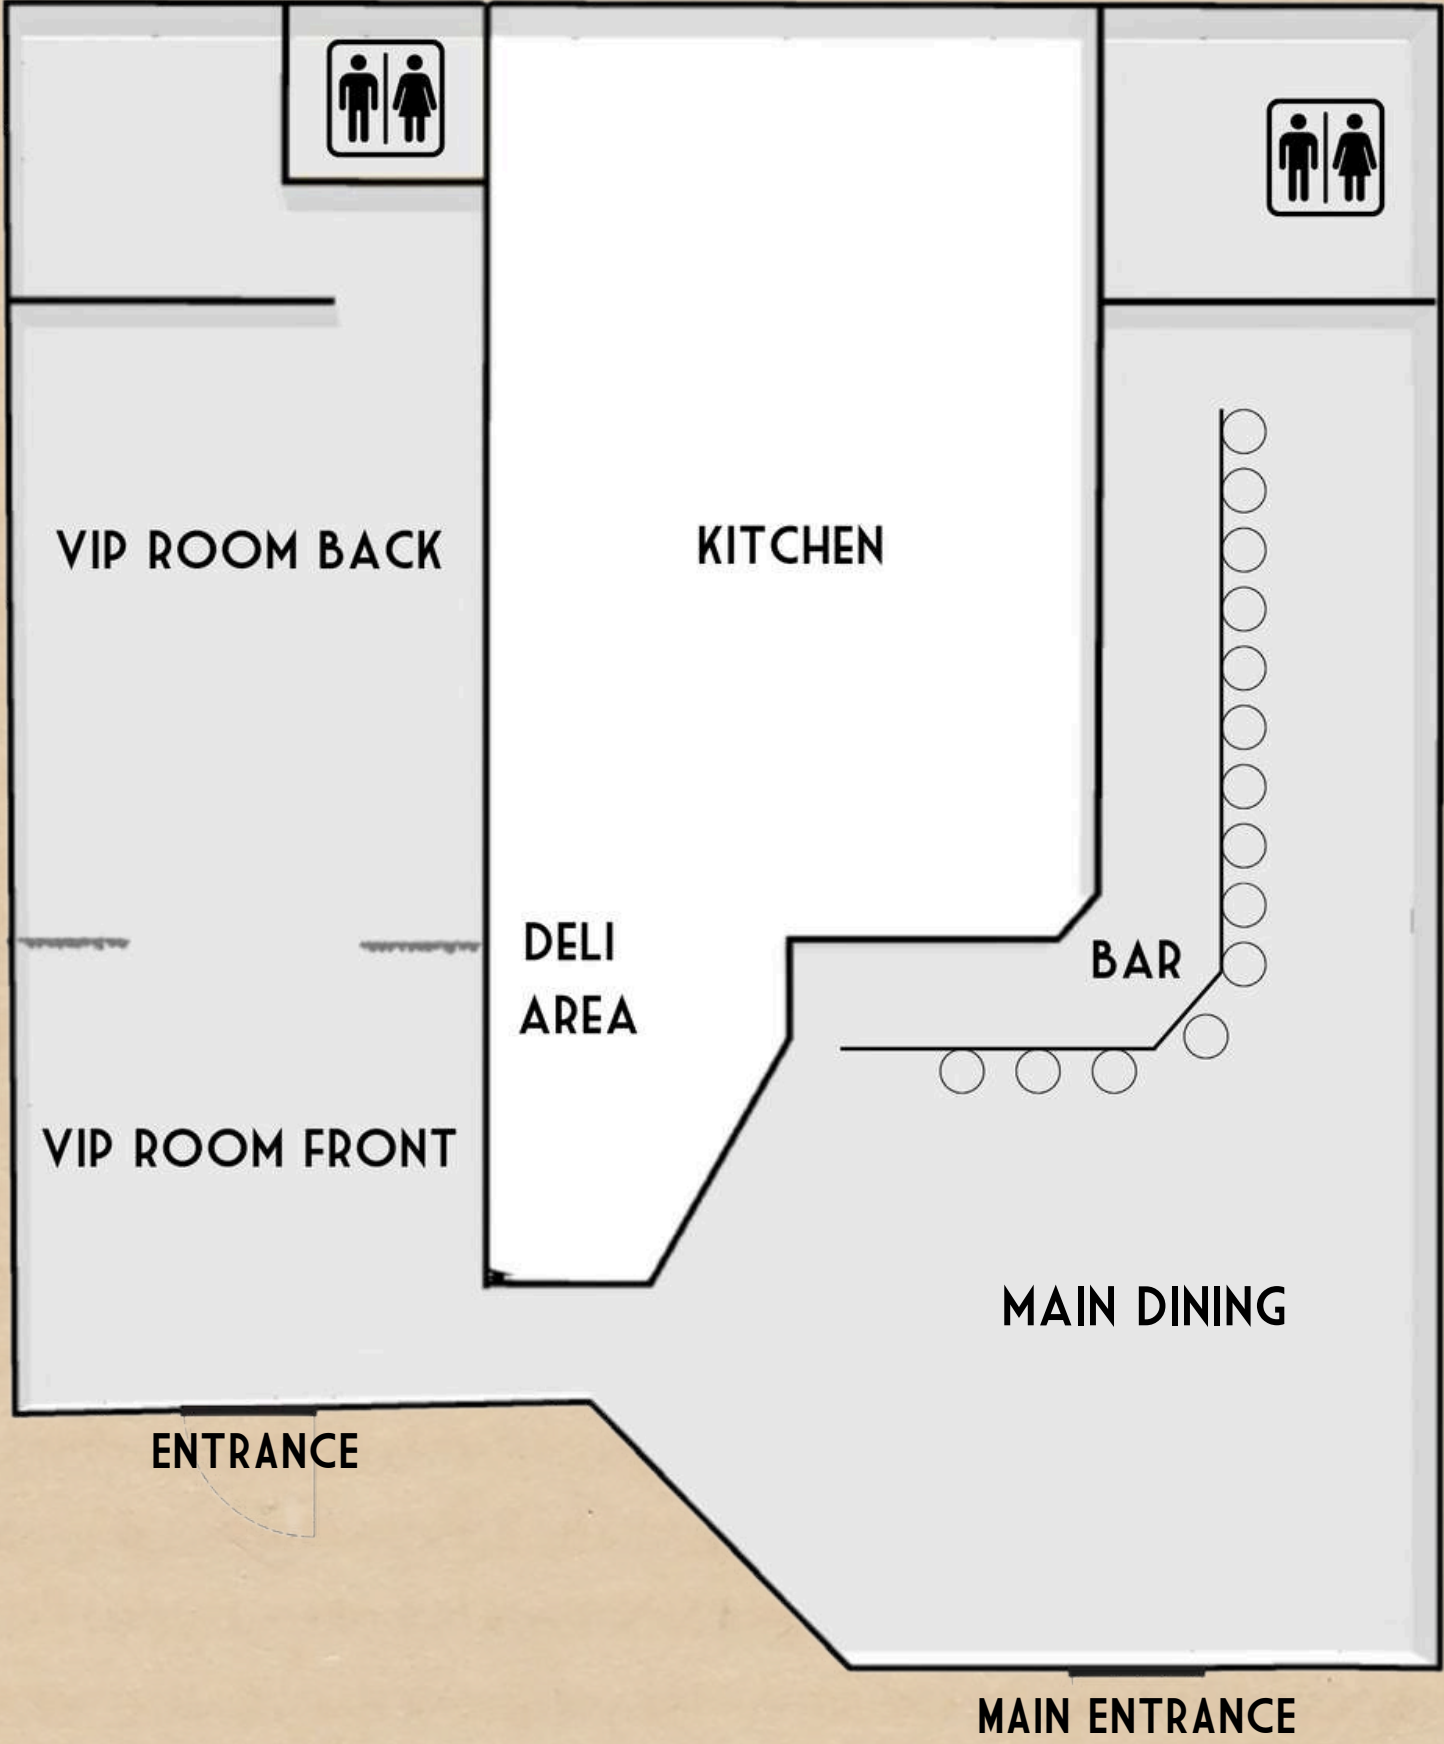 VIP ROOM BACK
KITCHEN
DELI
AREA
BAR
VIP ROOM FRONT
MAIN DINING
ENTRANCE
MAIN ENTRANCE